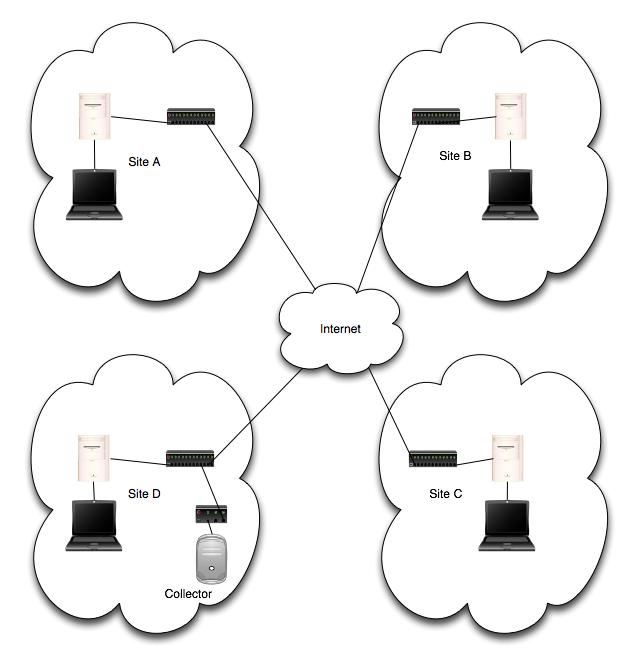 Site A
Site B
Internet
Site D
Site C
Collector